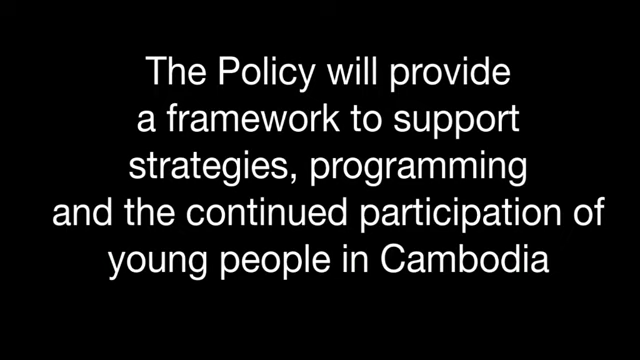 The Policy will provide
a framework to support
strategies, programming
and the continued participation of
young people in Cambodia